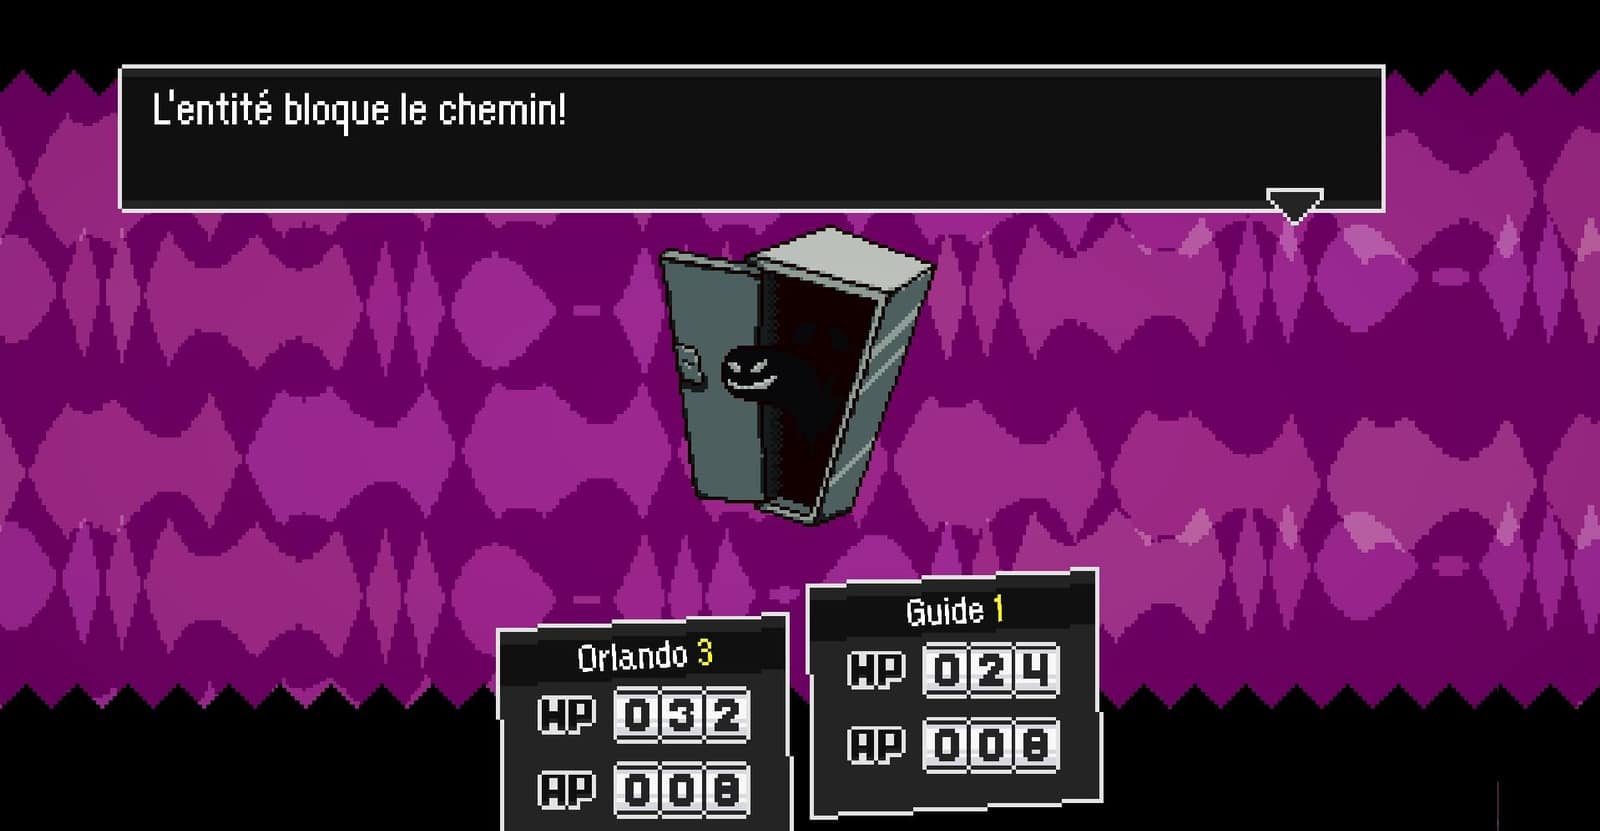 L'entité bloque le chemin!
Orlando 3
HP 032
AP 008
Guide 1
HP 024
AP 008